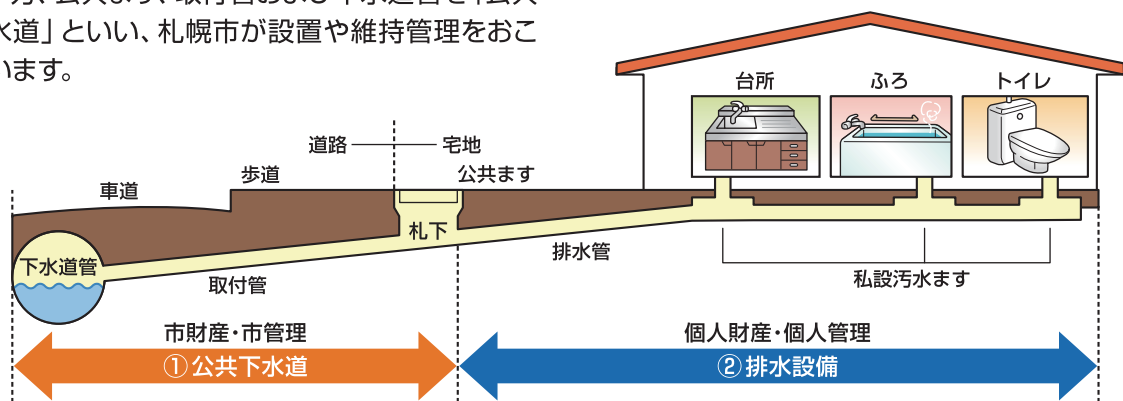 水道」といい、札幌市が設置や維持管理をおこ
います。
台所
ふろ
トイレ
道路
宅地
車道
歩道
公共ます
札下
下水道管
取付管
排水管
私設汚水ます
市財産・市管理
①公共下水道
個人財産・個人管理
②排水設備